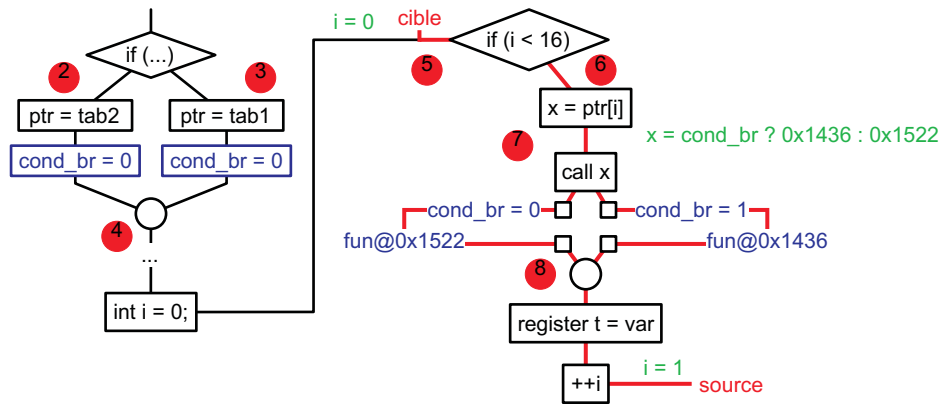 i = 0
cible
if (...)
if (i < 16)
2
3
5
6
ptr = tab2
ptr = tab1
x = ptr[i]
cond_br = 0
cond_br = 0
7
x = cond_br ? 0x1436 : 0x1522
call x
4
cond_br = 0
cond_br = 1
...
fun@0x1522
fun@0x1436
8
int i = 0;
register t = var
++i
i = 1
source